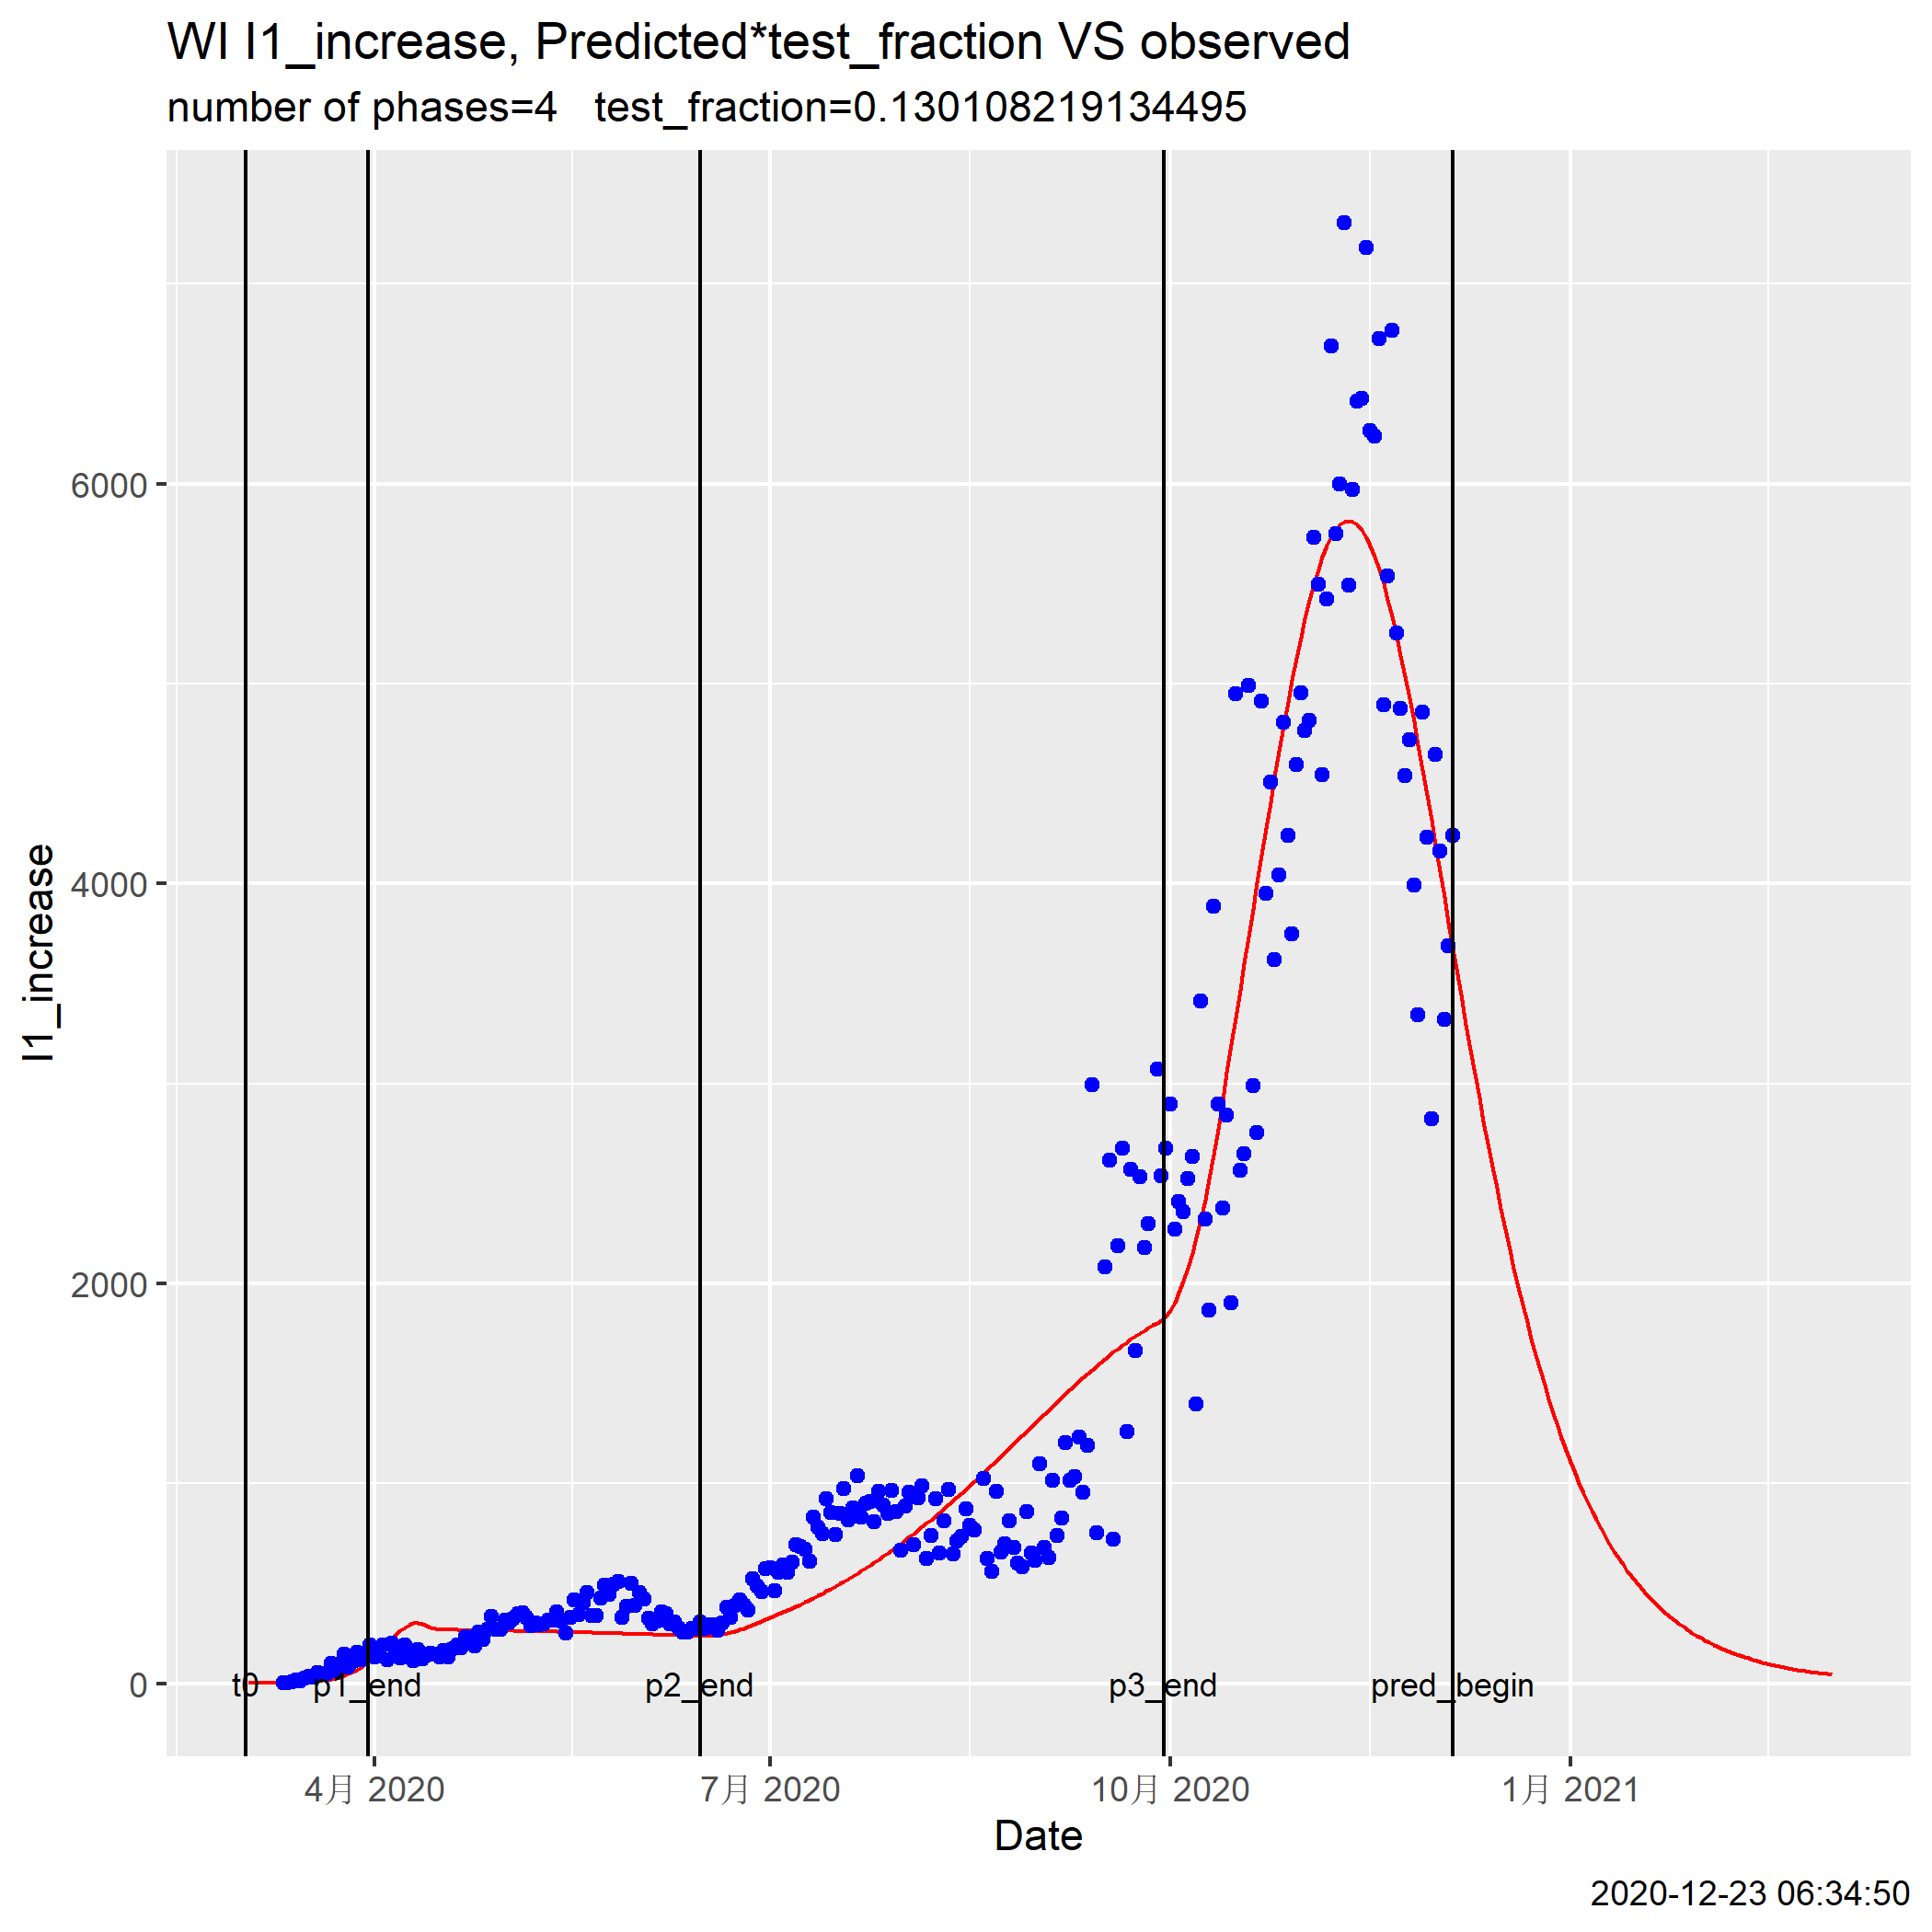 WI I1_increase, Predicted*test_fraction VS observed
number of phases=4   test_fraction=0.130108219134495
I1_increase
6000
4000
2000
0
t0
p1_end
p2_end
p3_end
pred_begin
4月 2020
7月 2020
10月 2020
1月 2021
Date
2020-12-23 06:34:50